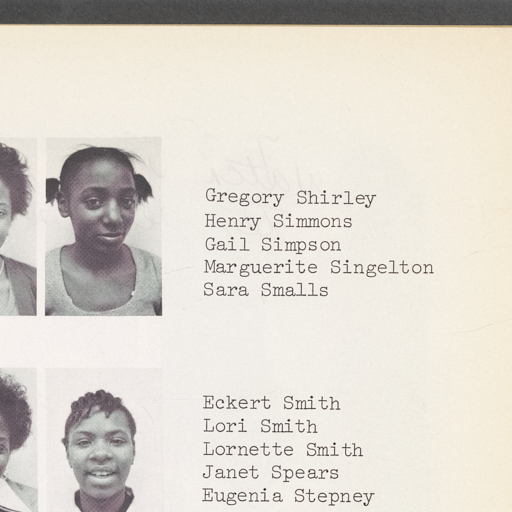 Gregory Shirley
Henry Simmons
Gail Simpson
Marguerite Singelton
Sara Smalls
Eckert Smith
Lori Smith
Lornette Smith
Janet Spears
Eugenia Stepney